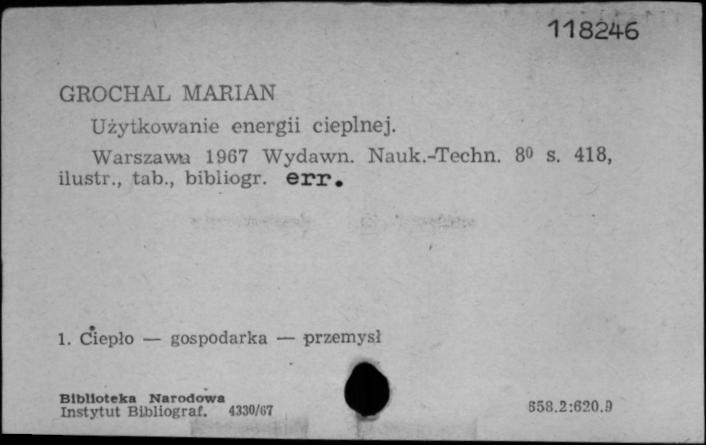 118246
GROCHAL MARIAN
Użytkowanie energii cieplnej.
Warszawa 1967 Wydawn. Nauk.-Techn. 8⁰ s. 418,
ilustr., tab., bibliogr. err.
1. Ciepło — gospodarka — przemysł
Biblioteka Narodowa
Instytut Bibliograf. 4330/67
658.2:620.9